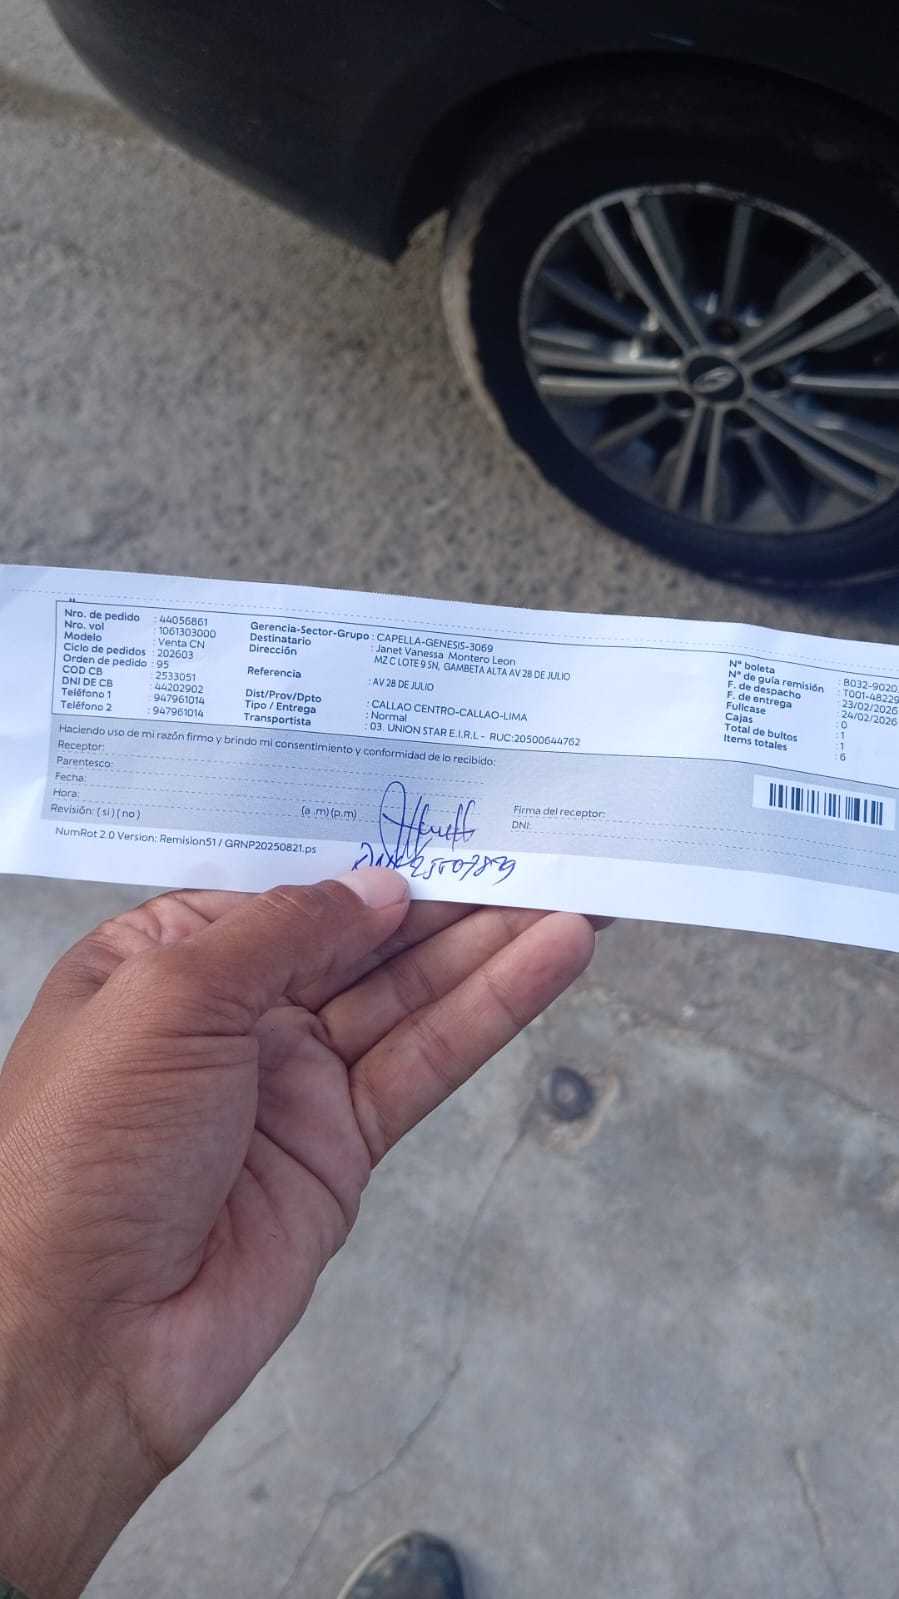 Nro. de pedido : 44056861
Nro. vol : 1061303000
Modelo : Venta CN
Ciclo de pedidos : 202603
Orden de pedido : 95
COD CB : 2533051
DNI DE CB : 44202902
Teléfono 1 : 947961014
Teléfono 2 : 947961014
Gerencia-Sector-Grupo : CAPELLA-GENESIS-3069
Destinatario : Janet Vanessa Montero Leon
Dirección : MZ C LOTE 9 SN, GAMBETA ALTA AV 28 DE JULIO
Referencia : AV 28 DE JULIO
Dist/Prov/Dpto : CALLAO CENTRO-CALLAO-LIMA
Tipo / Entrega : Normal
Transportista : 03. UNION STAR E.I.R.L - RUC:20500644762
N° boleta : B032-9020
N° de guía remisión : T001-48229
F. de despacho : 23/02/2026
F. de entrega : 24/02/2026
Fullcase : 0
Cajas : 1
Total de bultos : 1
Items totales : 6
Haciendo uso de mi razón firmo y brindo mi consentimiento y conformidad de lo recibido:
Receptor:
Parentesco:
Fecha:
Hora: (a .m) (p.m)
Revisión: ( si ) ( no )
Firma del receptor:
DNI:
NumRot 2.0 Version: Remision51 / GRNP20250821.ps